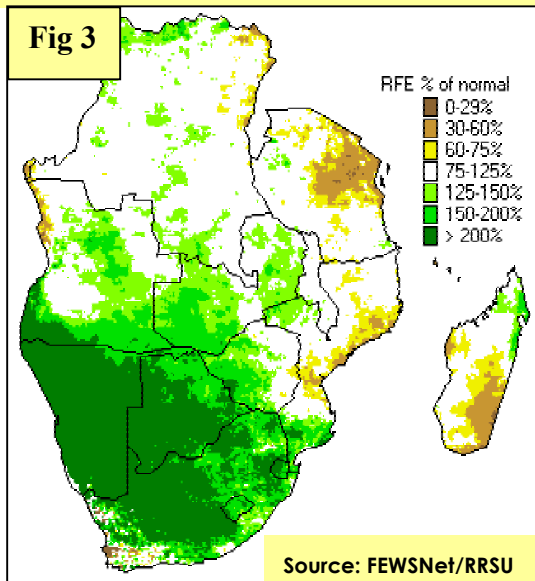 Fig 3
RFE % of normal
0-29%
30-60%
60-75%
75-125%
125-150%
150-200%
> 200%
Source: FEWSNet/RRSU